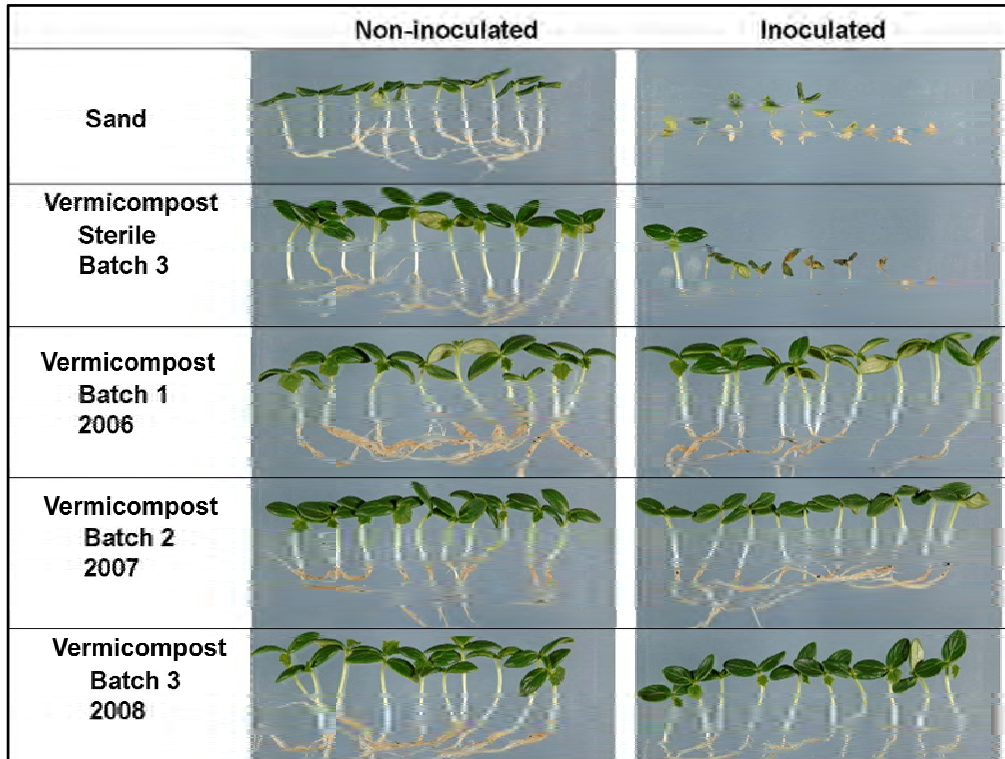 Non-inoculated Inoculated
Sand
Vermicompost
Sterile
Batch 3
Vermicompost
Batch 1
2006
Vermicompost
Batch 2
2007
Vermicompost
Batch 3
2008